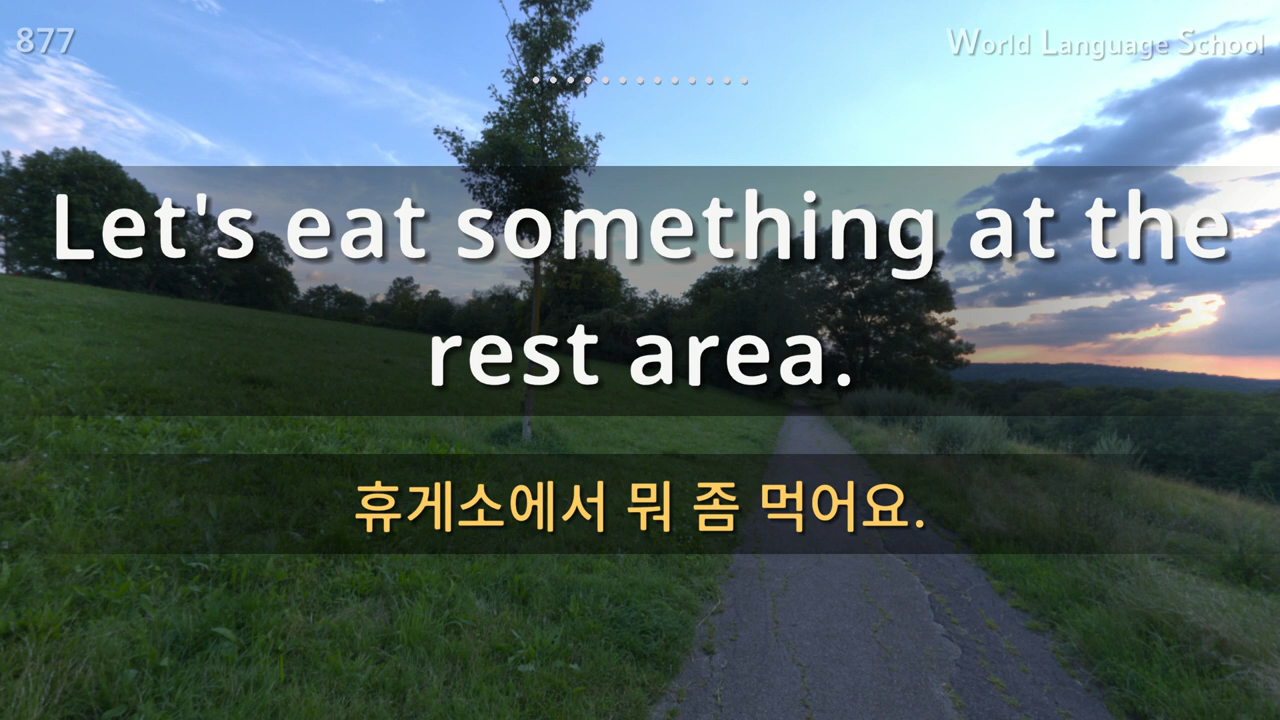 877
World Language School
Let's eat something at the
rest area.
휴게소에서 뭐 좀 먹어요.